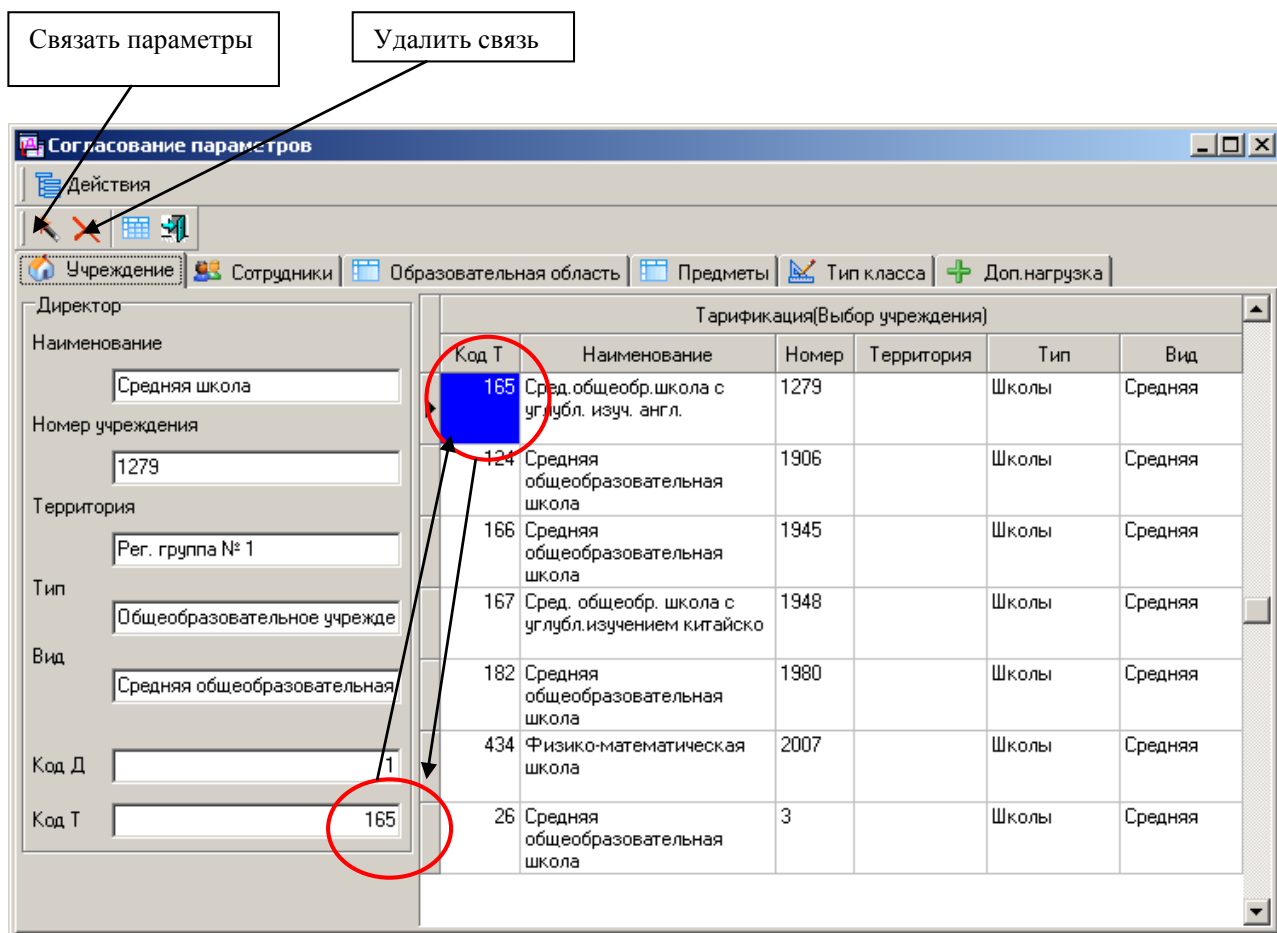 Связать параметры
Удалить связь
Согласование параметров
Действия
Учреждение Сотрудники Образовательная область Предметы Тип класса Доп.нагрузка
Директор
Наименование
Средняя школа
Номер учреждения
1279
Территория
Рег. группа № 1
Тип
Общеобразовательное учрежде
Вид
Средняя общеобразовательная
Код Д 1
Код Т 165
Тарификация(Выбор учреждения)
Код Т Наименование Номер Территория Тип Вид
165 Сред.общеобр.школа с 1279 Школы Средняя
углубл. изуч. англ.
124 Средняя 1906 Школы Средняя
общеобразовательная
школа
166 Средняя 1945 Школы Средняя
общеобразовательная
школа
167 Сред. общеобр. школа с 1948 Школы Средняя
углубл.изучением китайско
182 Средняя 1980 Школы Средняя
общеобразовательная
школа
434 Физико-математическая 2007 Школы Средняя
школа
26 Средняя 3 Школы Средняя
общеобразовательная
школа